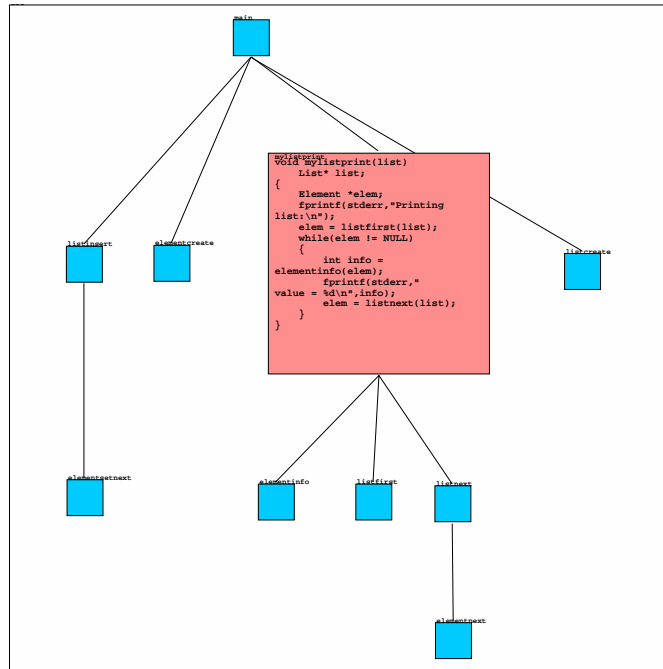 main
mylistprint
void mylistprint(list)
List* list;
{
Element *elem;
fprintf(stderr,"Printing
list:\n");
elem = listfirst(list);
while(elem != NULL)
{
int info =
elementinfo(elem);
fprintf(stderr,"
value = %d\n",info);
elem = listnext(list);
}
}
listinsert
elementcreate
listcreate
elementsetnext
elementinfo
listfirst
listnext
elementnext